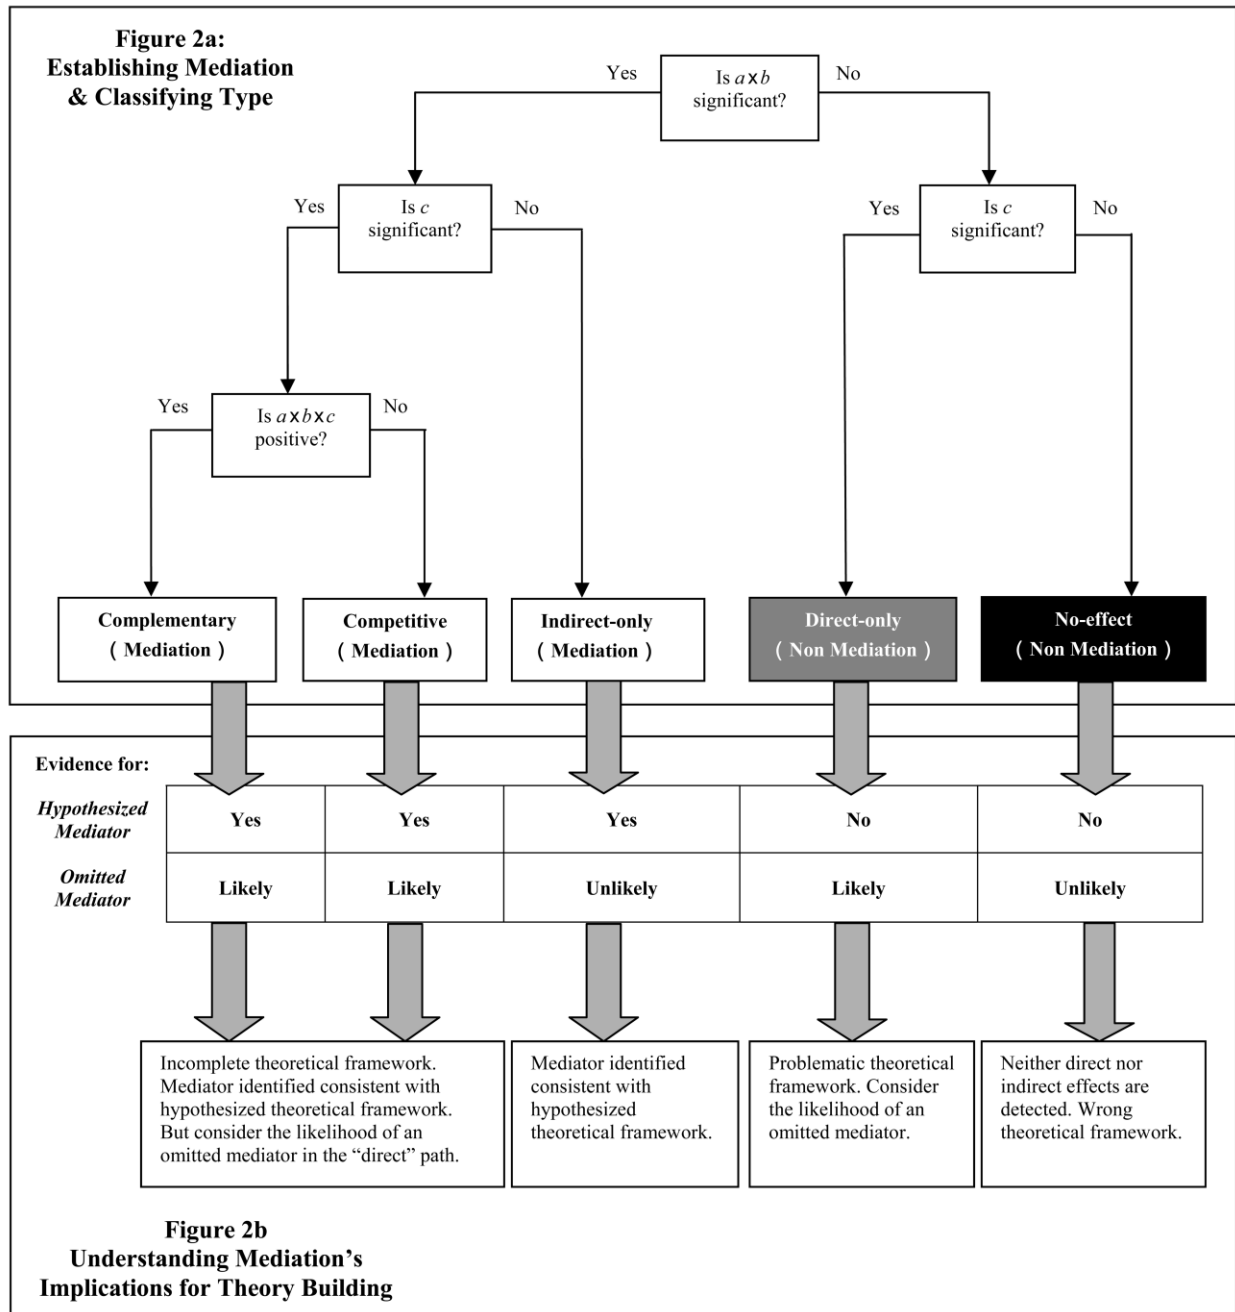 Figure 2a:
Establishing Mediation
& Classifying Type
Yes
Is a x b
significant?
No
Yes
Is c
significant?
No
Yes
Is c
significant?
No
Yes
Is a x b x c
positive?
No
Complementary
( Mediation )
Competitive
( Mediation )
Indirect-only
( Mediation )
Direct-only
( Non Mediation )
No-effect
( Non Mediation )
Evidence for:
Hypothesized
Mediator
Yes
Yes
Yes
No
No
Omitted
Mediator
Likely
Likely
Unlikely
Likely
Unlikely
Incomplete theoretical framework.
Mediator identified consistent with
hypothesized theoretical framework.
But consider the likelihood of an
omitted mediator in the “direct” path.
Mediator identified
consistent with
hypothesized
theoretical framework.
Problematic theoretical
framework. Consider
the likelihood of an
omitted mediator.
Neither direct nor
indirect effects are
detected. Wrong
theoretical framework.
Figure 2b
Understanding Mediation’s
Implications for Theory Building